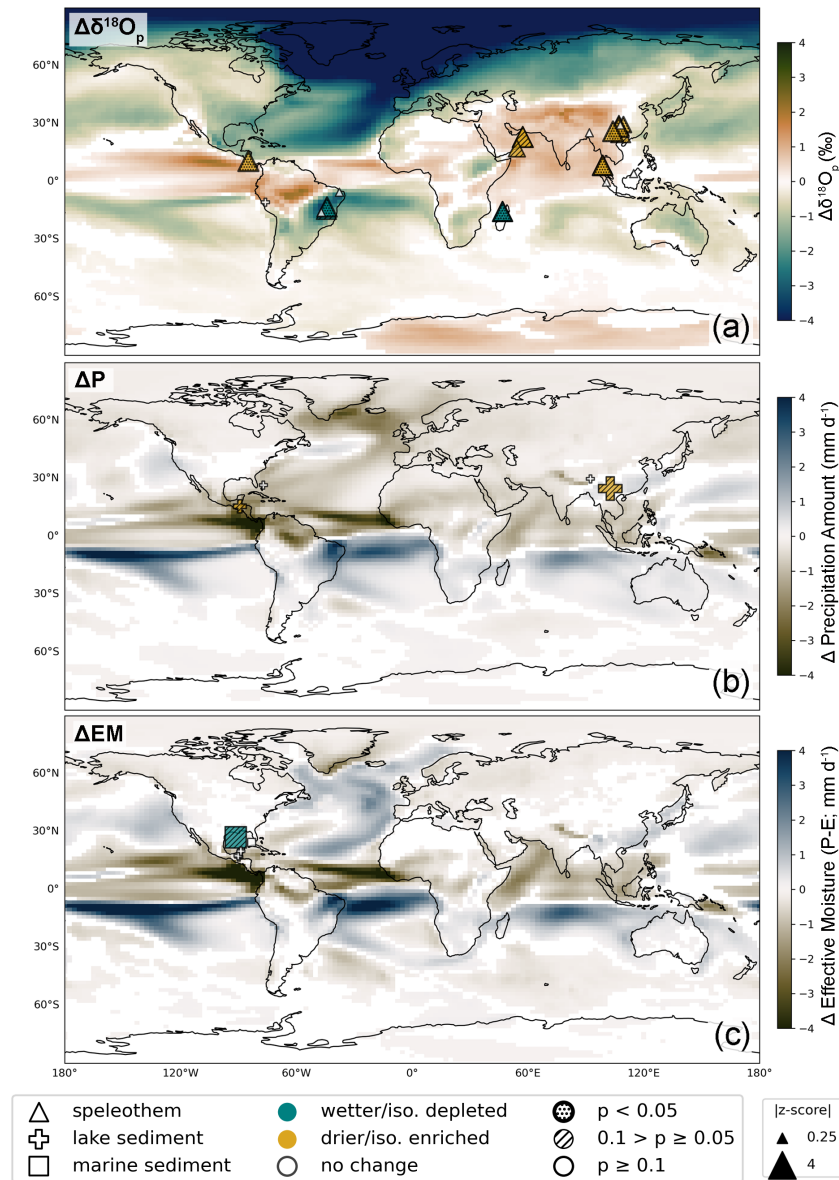 Δδ¹⁸Oₚ
60°N
30°N
0°
30°S
60°S
(a)
4
3
2
1
0
−1
−2
−3
−4
Δδ¹⁸Oₚ (‰)
ΔP
60°N
30°N
0°
30°S
60°S
(b)
4
3
2
1
0
−1
−2
−3
−4
Δ Precipitation Amount (mm d⁻¹)
ΔEM
60°N
30°N
0°
30°S
60°S
(c)
4
3
2
1
0
−1
−2
−3
−4
Δ Effective Moisture (P-E; mm d⁻¹)
180° 120°W 60°W 0° 60°E 120°E 180°
speleothem wetter/iso. depleted p < 0.05
lake sediment drier/iso. enriched 0.1 > p ≥ 0.05
marine sediment no change p ≥ 0.1
|z-score|
0.25
4